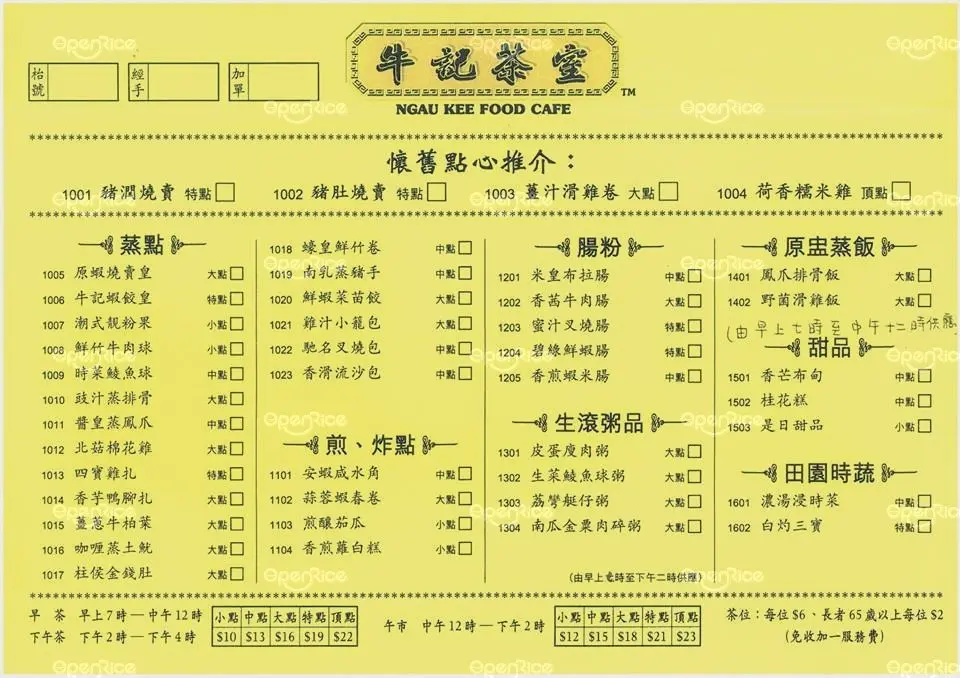 枱號
經手
加單
牛記茶室 TM
NGAU KEE FOOD CAFE
懷舊點心推介：
1001 豬潤燒賣 特點
1002 豬肚燒賣 特點
1003 薑汁滑雞卷 大點
1004 荷香糯米雞 頂點
蒸點
1005 原蝦燒賣皇 大點
1006 牛記蝦餃皇 特點
1007 潮式靚粉果 小點
1008 鮮竹牛肉球 小點
1009 時菜鯪魚球 中點
1010 豉汁蒸排骨 大點
1011 醬皇蒸鳳爪 中點
1012 北菇棉花雞 大點
1013 四寶雞扎 特點
1014 香芋鴨腳扎 大點
1015 薑蔥牛柏葉 大點
1016 咖喱蒸土魷 大點
1017 柱侯金錢肚 大點
1018 蠔皇鮮竹卷 中點
1019 南乳蒸豬手 中點
1020 鮮蝦菜苗餃 大點
1021 雞汁小籠包 大點
1022 馳名叉燒包 中點
1023 香滑流沙包 中點
煎、炸點
1101 安蝦咸水角 中點
1102 蒜蓉蝦春卷 大點
1103 煎釀茄瓜 小點
1104 香煎蘿白糕 小點
腸粉
1201 米皇布拉腸 中點
1202 香茜牛肉腸 大點
1203 蜜汁叉燒腸 特點
1204 碧綠鮮蝦腸 特點
1205 香煎蝦米腸 中點
生滾粥品
1301 皮蛋廋肉粥 大點
1302 生菜鯪魚球粥 大點
1303 荔灣艇仔粥 大點
1304 南瓜金粟肉碎粥 大點
(由早上七時至下午二時供應)
原盅蒸飯
1401 鳳爪排骨飯 大點
1402 野菌滑雞飯 大點
(由早上七時至中午十二時供應)
甜品
1501 香芒布甸 中點
1502 桂花糕 中點
1503 是日甜品 小點
田園時蔬
1601 濃湯浸時菜 中點
1602 白灼三寶 特點
早 茶 早上7時—中午12時
下午茶 下午2時—下午4時
小點 中點 大點 特點 頂點
$10 $13 $16 $19 $22
午市 中午12時—下午2時
小點 中點 大點 特點 頂點
$12 $15 $18 $21 $23
茶位：每位$6、長者65歲以上每位$2
(免收加一服務費)
OpenRice